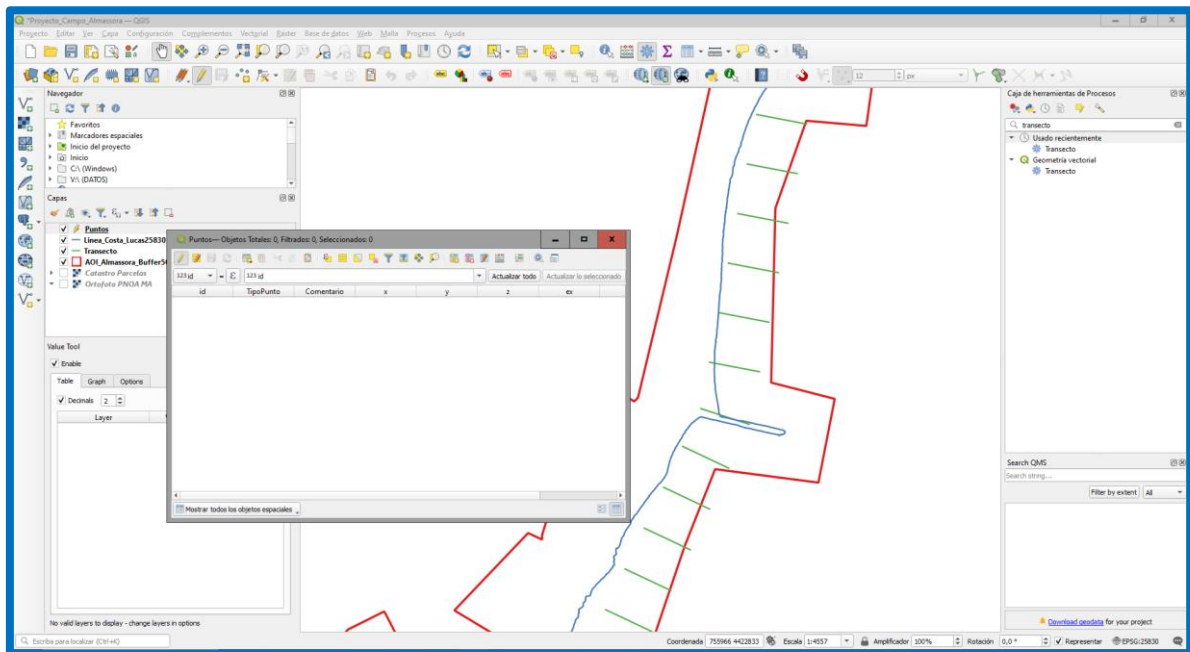 *Proyecto_Campo_Almassora — QGIS
Proyecto Editar Ver Capa Configuración Complementos Vectorial Ráster Base de datos Web Malla Procesos Ayuda
12 px
Navegador
Favoritos
Marcadores espaciales
Inicio del proyecto
Inicio
C:\ (Windows)
V:\ (DATOS)
Capas
Puntos
Linea_Costa_Lucas25830
Transecto
AOI_Almassora_Buffer50
Catastro Parcelas
Ortofoto PNOA MA
Value Tool
Enable
Table Graph Options
Decimals 2
Layer
No valid layers to display - change layers in options
Puntos— Objetos Totales: 0, Filtrados: 0, Seleccionados: 0
123 id = ε 123 id Actualizar todo Actualizar lo seleccionado
id TipoPunto Comentario x y z ex
Mostrar todos los objetos espaciales
Caja de herramientas de Procesos
transecto
Usado recientemente
Transecto
Geometría vectorial
Transecto
Search QMS
Search string...
Filter by extent All
Download geodata for your project
Escriba para localizar (Ctrl+K) Coordenada 755966 4422833 Escala 1:4557 Amplificador 100% Rotación 0,0 ° Representar EPSG:25830